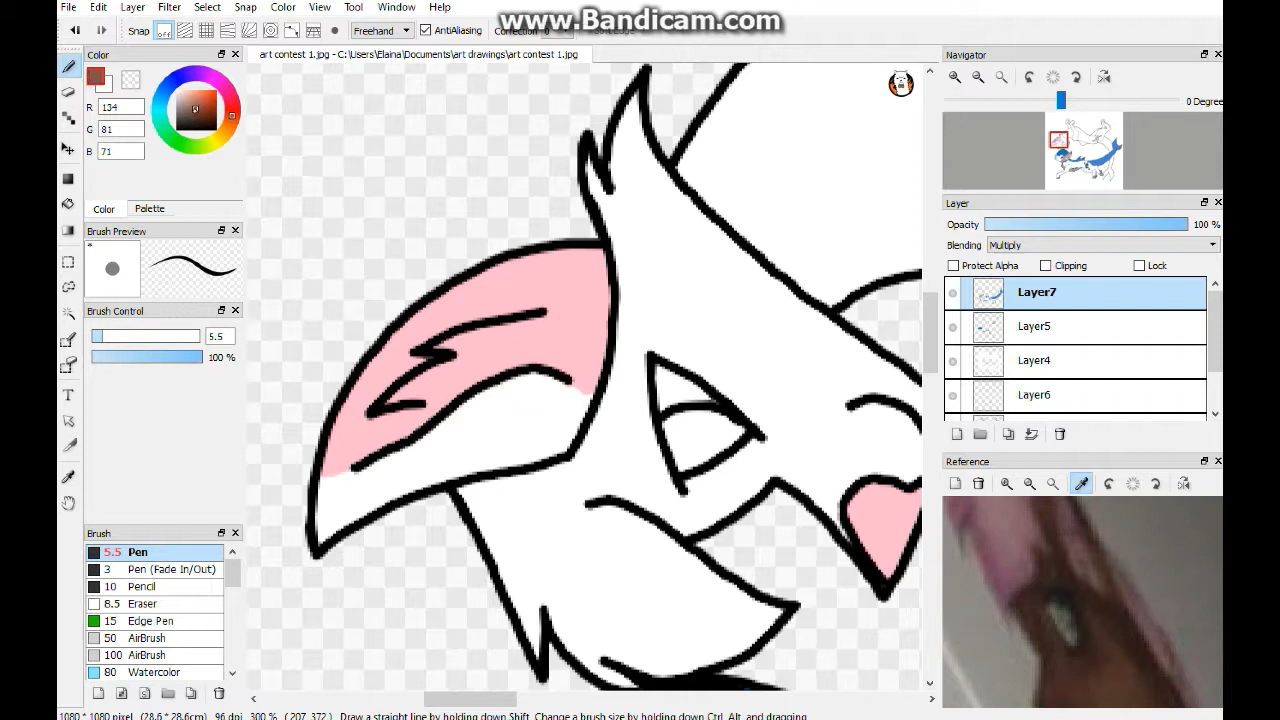 www.Bandicam.com
File Edit Layer Filter Select Snap Color View Tool Window Help
Snap off Freehand AntiAliasing Correction
Color
art contest 1.jpg - C:\Users\Elaina\Documents\art drawings\art contest 1.jpg
Navigator
R 134
G 81
B 71
0 Degree
Color Palette
Layer
Brush Preview
Opacity 100 %
Blending Multiply
Protect Alpha Clipping Lock
Layer7
Brush Control
Layer5
5.5
100 %
Layer4
Layer6
Reference
Brush
5.5 Pen
3 Pen (Fade In/Out)
10 Pencil
8.5 Eraser
15 Edge Pen
50 AirBrush
100 AirBrush
80 Watercolor
1080 * 1080 pixel (28.6 * 28.6cm) 96 dpi 300 % ( 207, 372 ) Draw a straight line by holding down Shift, Change a brush size by holding down Ctrl, Alt, and dragging